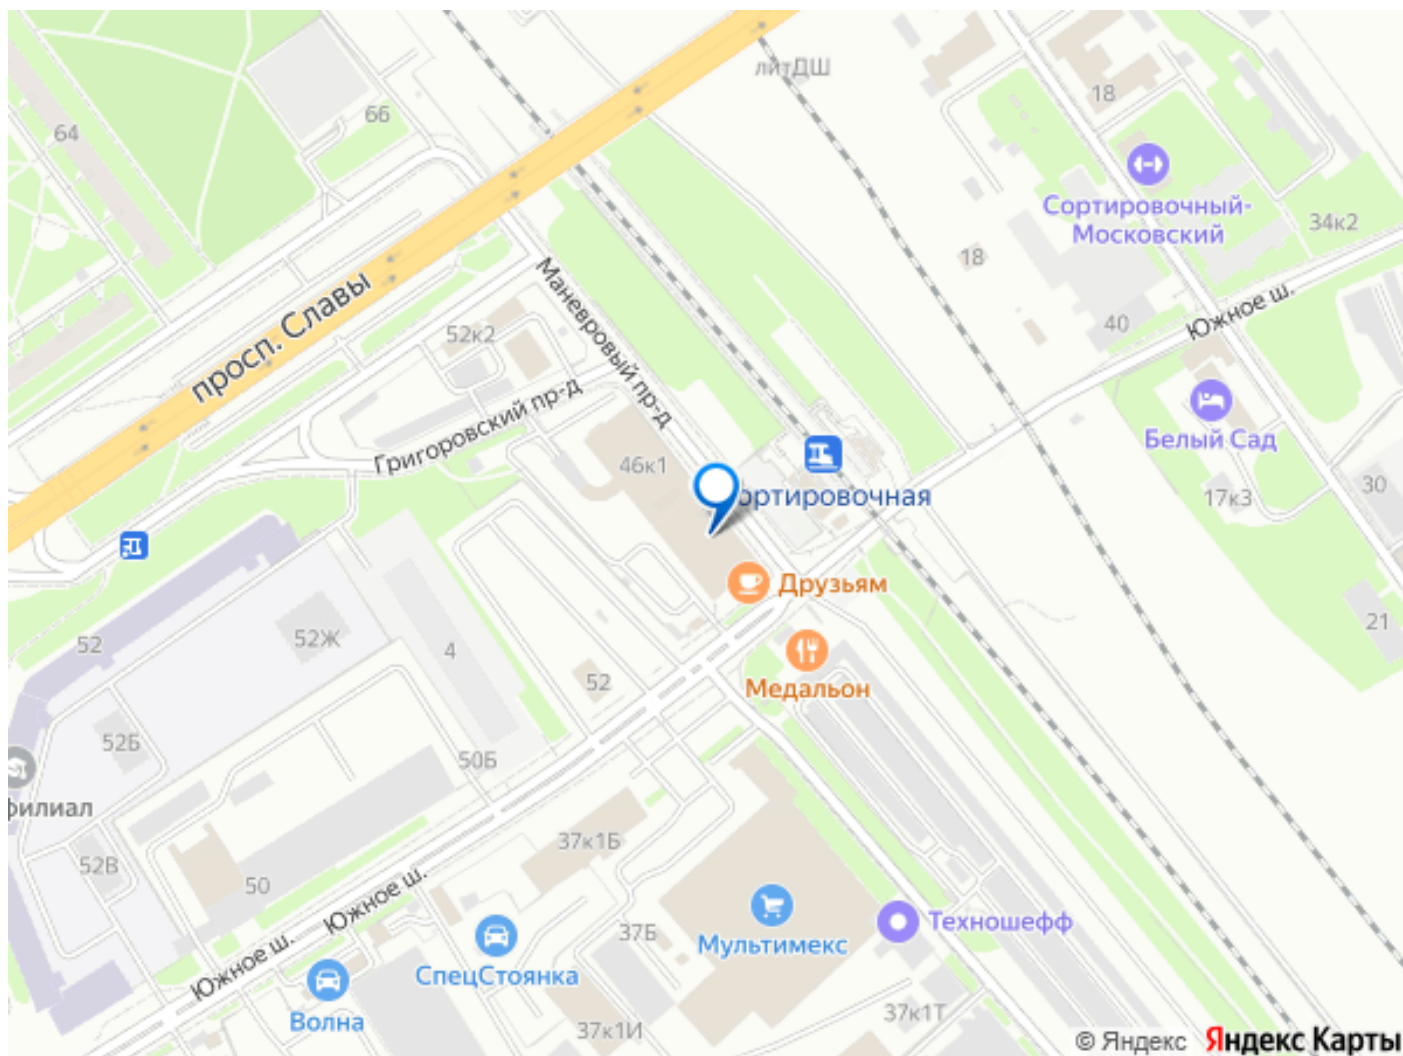 литДШ
18
66
64
Сортировочный-
Московский
34к2
18
Маневровый пр-д
просп. Славы
52к2
40
Южное ш.
Григоровский пр-д
46к1
Белый Сад
17к3
30
ортировочная
Друзьям
21
52
52Ж
4
52
Медальон
52Б
50Б
филиал
37к1Б
52В
50
Южное ш.
Южное ш.
37Б
Мультимекс
Техношефф
СпецСтоянка
Волна
37к1И
37к1Т
© Яндекс Яндекс Карты